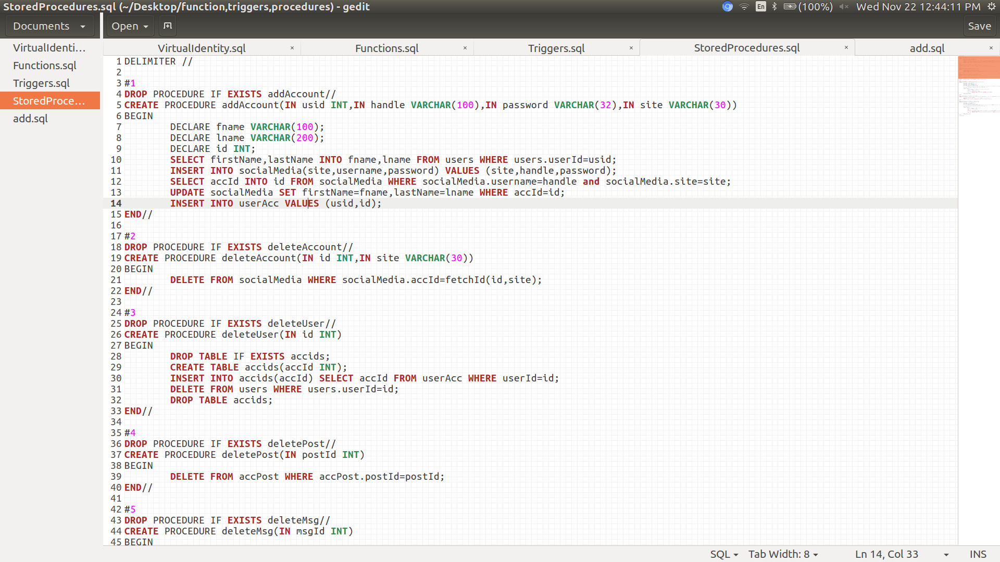 StoredProcedures.sql (~/Desktop/function,triggers,procedures) - gedit
En (100%) Wed Nov 22 12:44:11 PM
Documents Open Save
VirtualIdenti…
Functions.sql
Triggers.sql
StoredProce…
add.sql
VirtualIdentity.sql × Functions.sql × Triggers.sql × StoredProcedures.sql × add.sql ×
1 DELIMITER //
2
3 #1
4 DROP PROCEDURE IF EXISTS addAccount//
5 CREATE PROCEDURE addAccount(IN usid INT,IN handle VARCHAR(100),IN password VARCHAR(32),IN site VARCHAR(30))
6 BEGIN
7 DECLARE fname VARCHAR(100);
8 DECLARE lname VARCHAR(200);
9 DECLARE id INT;
10 SELECT firstName,lastName INTO fname,lname FROM users WHERE users.userId=usid;
11 INSERT INTO socialMedia(site,username,password) VALUES (site,handle,password);
12 SELECT accId INTO id FROM socialMedia WHERE socialMedia.username=handle and socialMedia.site=site;
13 UPDATE socialMedia SET firstName=fname,lastName=lname WHERE accId=id;
14 INSERT INTO userAcc VALUES (usid,id);
15 END//
16
17 #2
18 DROP PROCEDURE IF EXISTS deleteAccount//
19 CREATE PROCEDURE deleteAccount(IN id INT,IN site VARCHAR(30))
20 BEGIN
21 DELETE FROM socialMedia WHERE socialMedia.accId=fetchId(id,site);
22 END//
23
24 #3
25 DROP PROCEDURE IF EXISTS deleteUser//
26 CREATE PROCEDURE deleteUser(IN id INT)
27 BEGIN
28 DROP TABLE IF EXISTS accids;
29 CREATE TABLE accids(accId INT);
30 INSERT INTO accids(accId) SELECT accId FROM userAcc WHERE userId=id;
31 DELETE FROM users WHERE users.userId=id;
32 DROP TABLE accids;
33 END//
34
35 #4
36 DROP PROCEDURE IF EXISTS deletePost//
37 CREATE PROCEDURE deletePost(IN postId INT)
38 BEGIN
39 DELETE FROM accPost WHERE accPost.postId=postId;
40 END//
41
42 #5
43 DROP PROCEDURE IF EXISTS deleteMsg//
44 CREATE PROCEDURE deleteMsg(IN msgId INT)
45 BEGIN
SQL Tab Width: 8 Ln 14, Col 33 INS